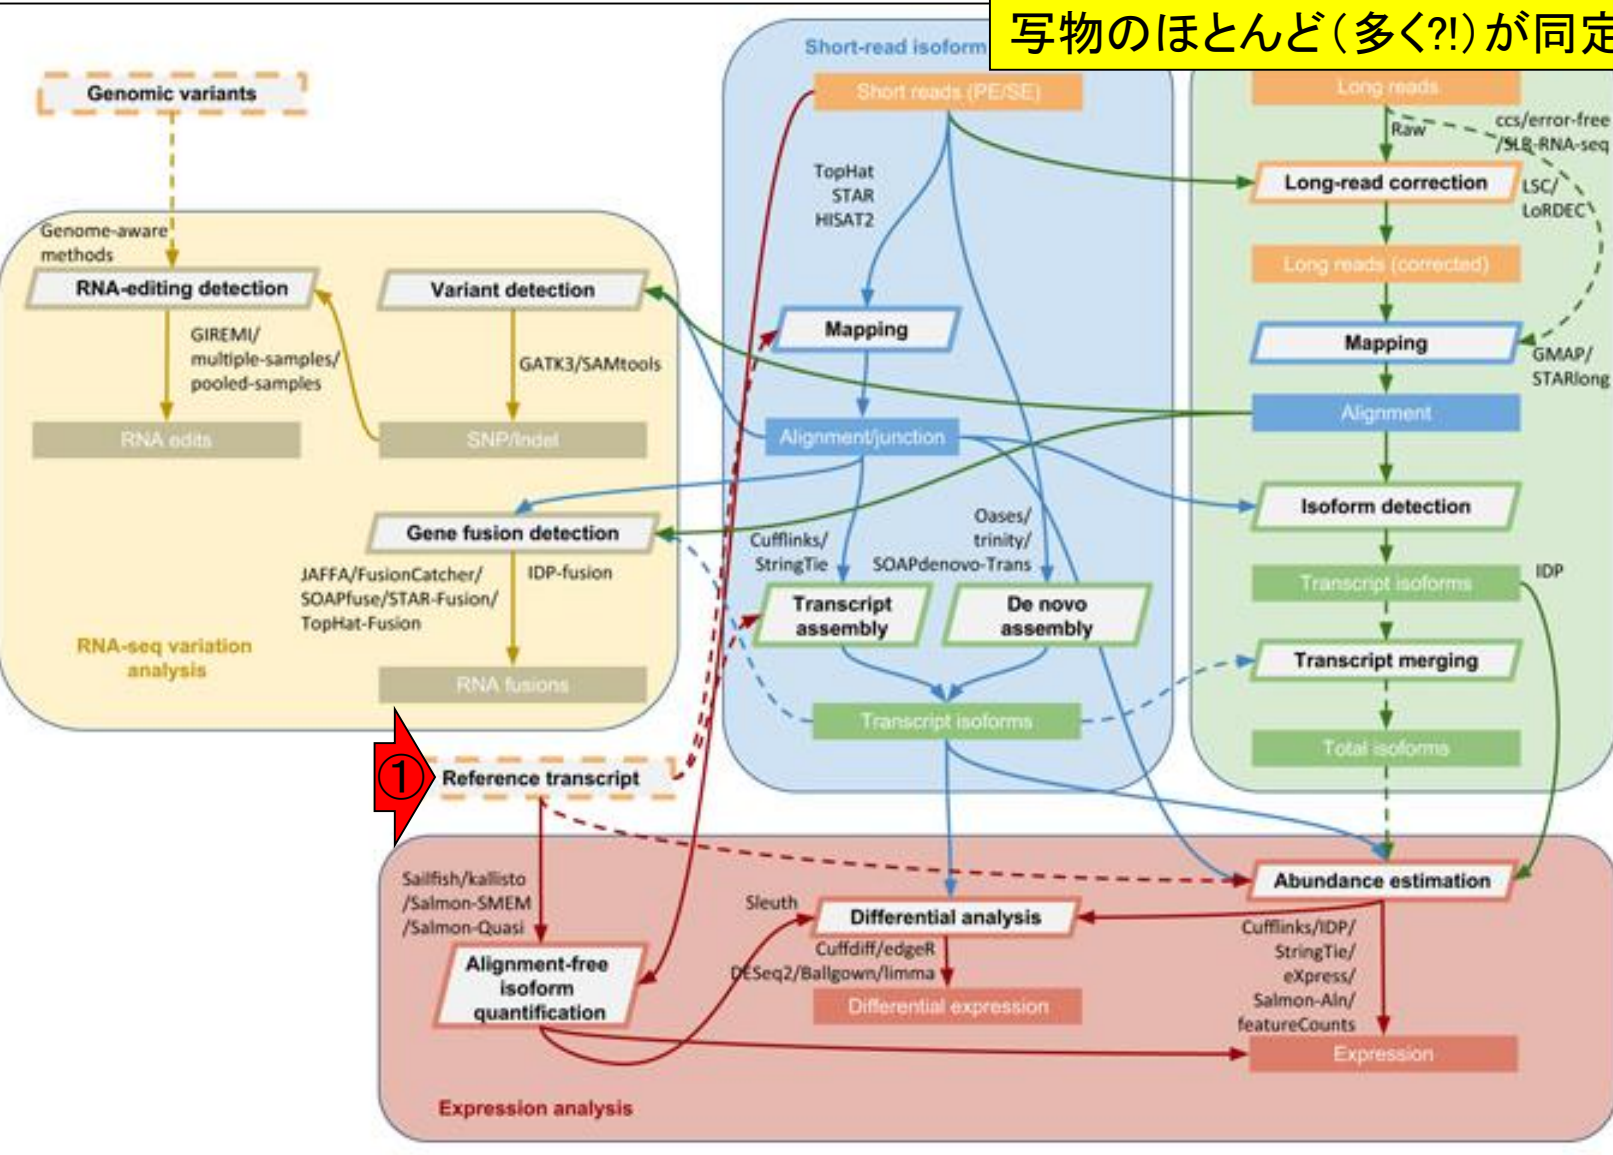 写物のほとんど（多く?!）が同定
Short-read isoform
Genomic variants
Genome-aware
methods
RNA-editing detection
Variant detection
GIREMI/
multiple-samples/
pooled-samples
GATK3/SAMtools
RNA edits
SNP/Indel
Gene fusion detection
JAFFA/FusionCatcher/
SOAPfuse/STAR-Fusion/
TopHat-Fusion
IDP-fusion
RNA-seq variation
analysis
RNA fusions
Short reads (PE/SE)
TopHat
STAR
HISAT2
Mapping
Alignment/junction
Cufflinks/
StringTie
Oases/
trinity/
SOAPdenovo-Trans
Transcript
assembly
De novo
assembly
Transcript isoforms
Long reads
Raw
ccs/error-free
/SLR-RNA-seq
Long-read correction
LSC/
LoRDEC
Long reads (corrected)
Mapping
GMAP/
STARlong
Alignment
Isoform detection
Transcript isoforms
IDP
Transcript merging
Total isoforms
①
Reference transcript
Sailfish/kallisto
/Salmon-SMEM
/Salmon-Quasi
Alignment-free
isoform
quantification
Sleuth
Differential analysis
Cuffdiff/edgeR
DESeq2/Ballgown/limma
Differential expression
Abundance estimation
Cufflinks/IDP/
StringTie/
eXpress/
Salmon-Aln/
featureCounts
Expression
Expression analysis